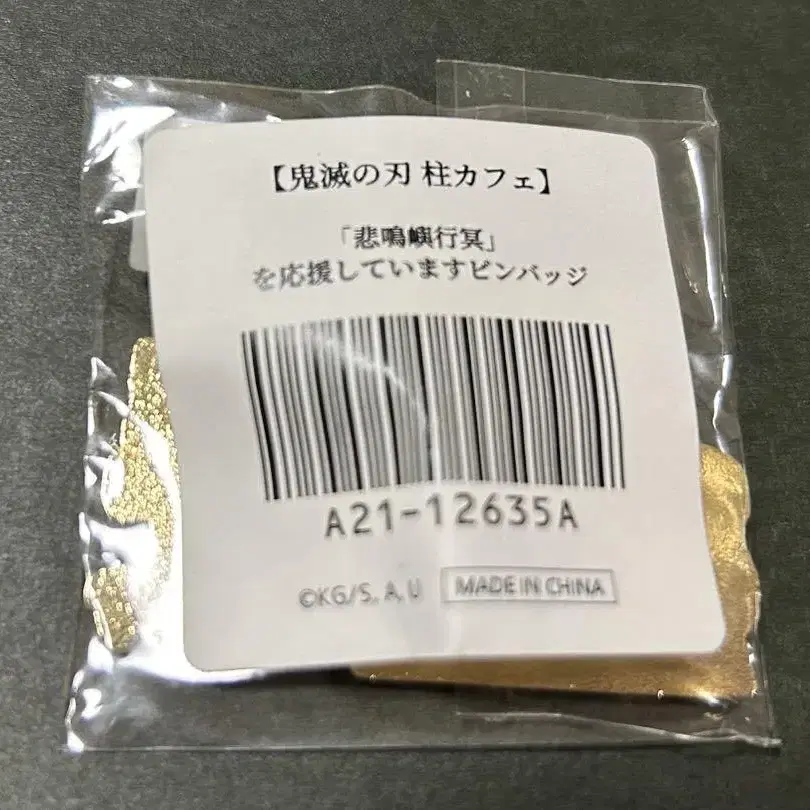 【鬼滅の刃 柱カフェ】
「悲鳴嶼行冥」
を応援していますピンバッジ
A21-12635A
©KG/S, A, U MADE IN CHINA